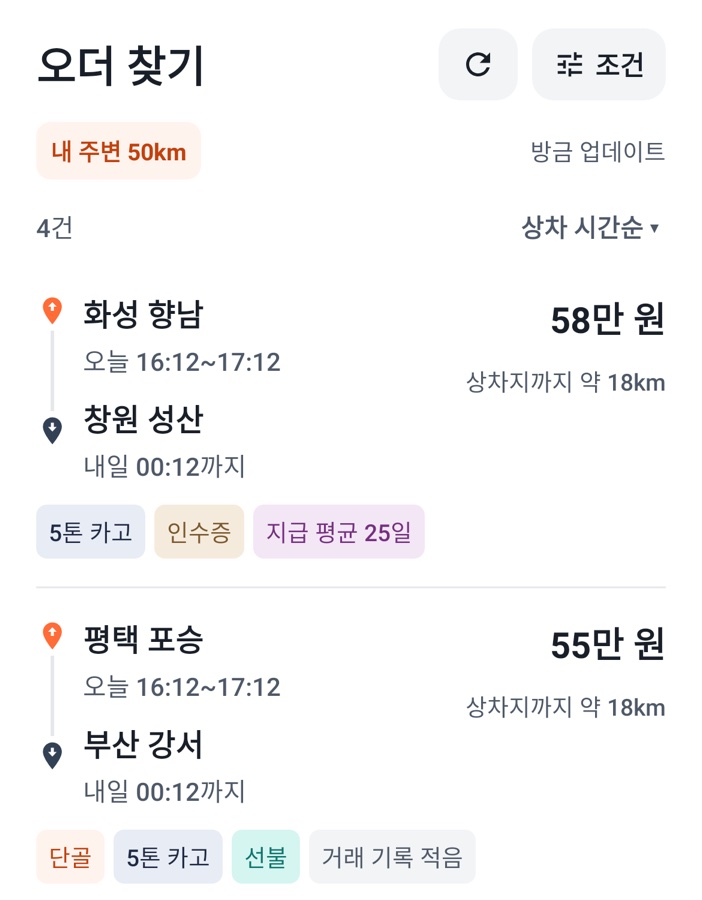 오더 찾기
조건
내 주변 50km
방금 업데이트
4건
상차 시간순 ▾
화성 향남
58만 원
오늘 16:12~17:12
상차지까지 약 18km
창원 성산
내일 00:12까지
5톤 카고 인수증 지급 평균 25일
평택 포승
55만 원
오늘 16:12~17:12
상차지까지 약 18km
부산 강서
내일 00:12까지
단골 5톤 카고 선불 거래 기록 적음